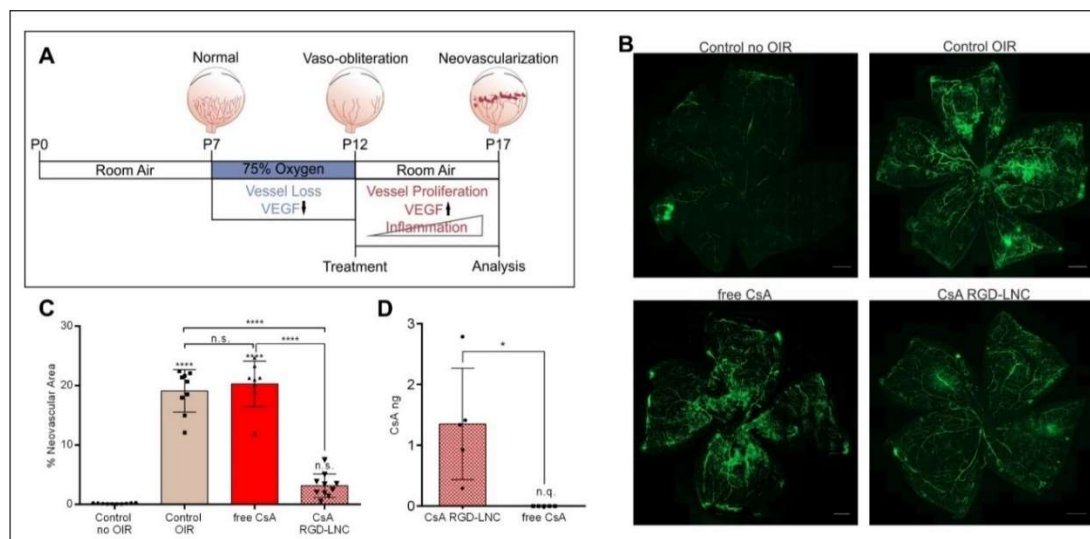 A
Normal
Vaso-obliteration
Neovascularization
P0
P7
P12
P17
Room Air
75% Oxygen
Room Air
Vessel Loss
VEGF
Vessel Proliferation
VEGF
Inflammation
Treatment
Analysis
B
Control no OIR
Control OIR
free CsA
CsA RGD-LNC
C
% Neovascular Area
30
20
10
0
****
n.s.
****
****
****
n.s.
Control no OIR
Control OIR
free CsA
CsA RGD-LNC
D
CsA ng
3
2
1
0
*
n.q.
CsA RGD-LNC
free CsA